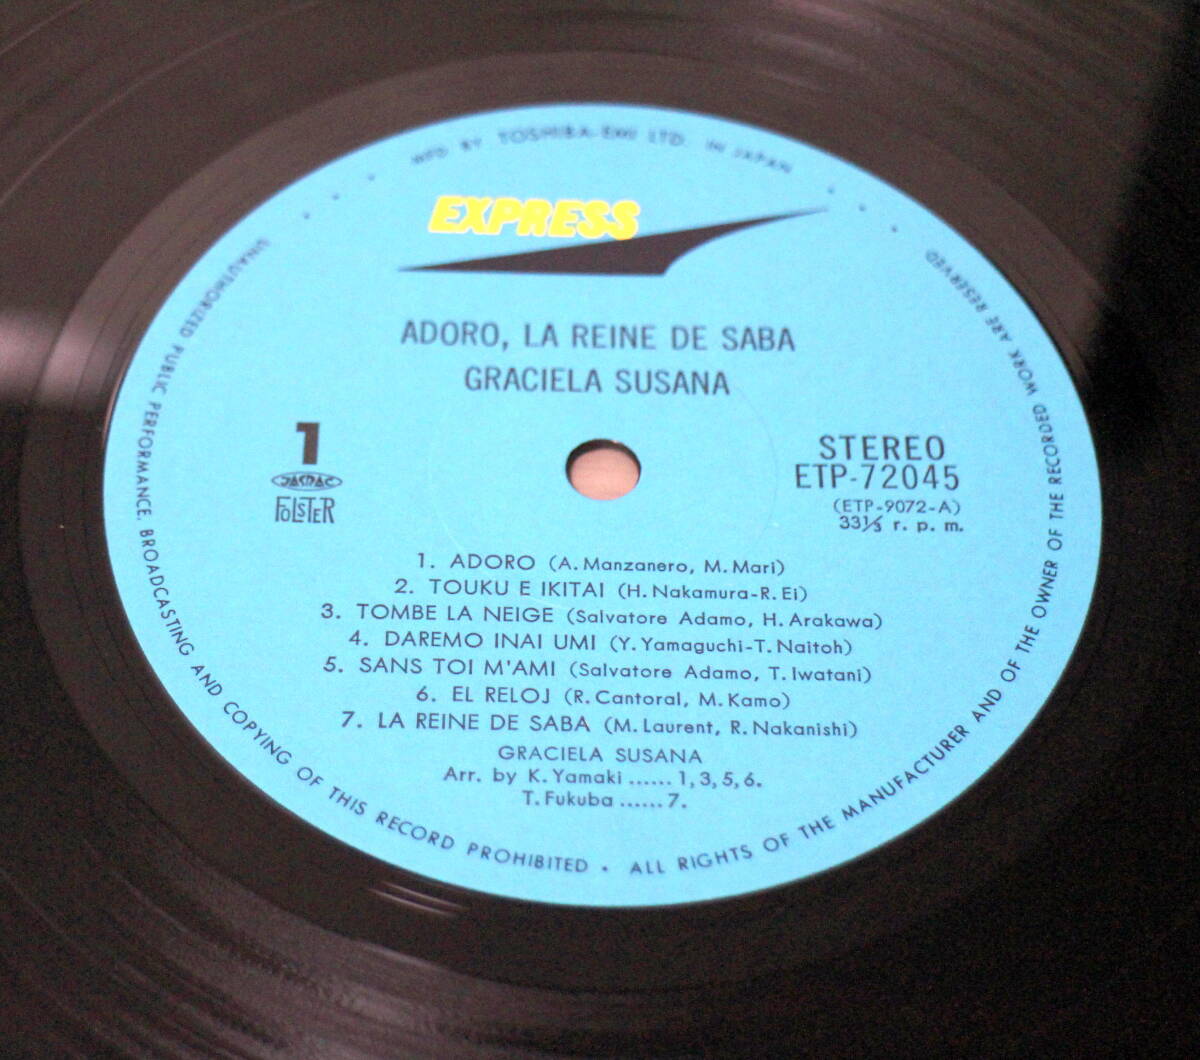 MFD BY TOSHIBA-EMI LTD. IN JAPAN
EXPRESS
ADORO, LA REINE DE SABA
GRACIELA SUSANA
1
JASRAC
FOLSTER
STEREO
ETP-72045
(ETP-9072-A)
33⅓ r. p. m.
1. ADORO (A. Manzanero, M. Mari)
2. TOUKU E IKITAI (H. Nakamura-R. Ei)
3. TOMBE LA NEIGE (Salvatore Adamo, H. Arakawa)
4. DAREMO INAI UMI (Y. Yamaguchi-T. Naitoh)
5. SANS TOI M'AMI (Salvatore Adamo, T. Iwatani)
6. EL RELOJ (R. Cantoral, M. Kamo)
7. LA REINE DE SABA (M. Laurent, R. Nakanishi)
GRACIELA SUSANA
Arr. by K. Yamaki ...... 1, 3, 5, 6.
T. Fukuba ...... 7.
UNAUTHORIZED PUBLIC PERFORMANCE. BROADCASTING AND COPYING OF THIS RECORD PROHIBITED • ALL RIGHTS OF THE MANUFACTURER AND OF THE OWNER OF THE RECORDED WORK ARE RESERVED